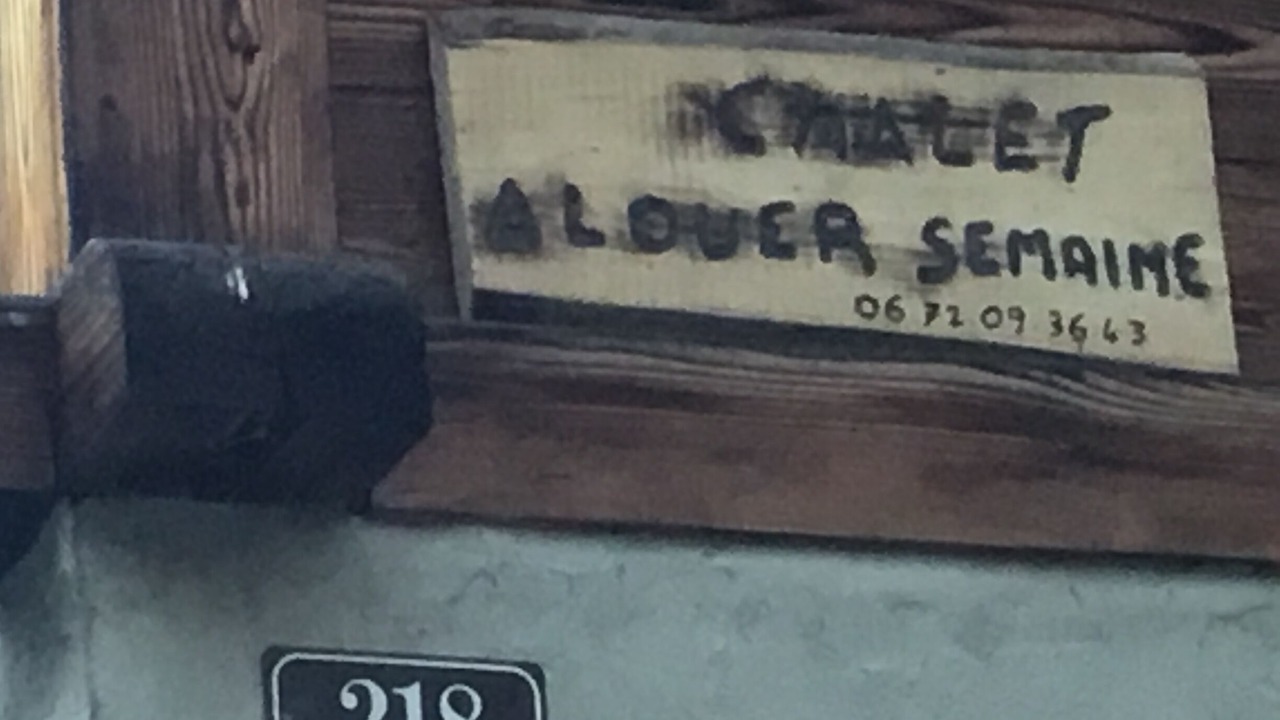 CHALET
A LOUER SEMAINE
06 72 09 36 43
218